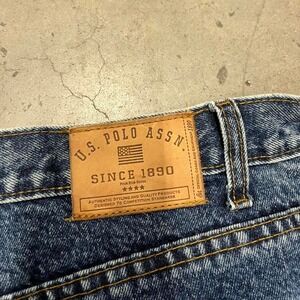 U.S. POLO ASSN.
SINCE 1890
★★★★
AUTHENTIC STYLING AND QUALITY PRODUCTS
DESIGNED TO COMPETITION STANDARDS